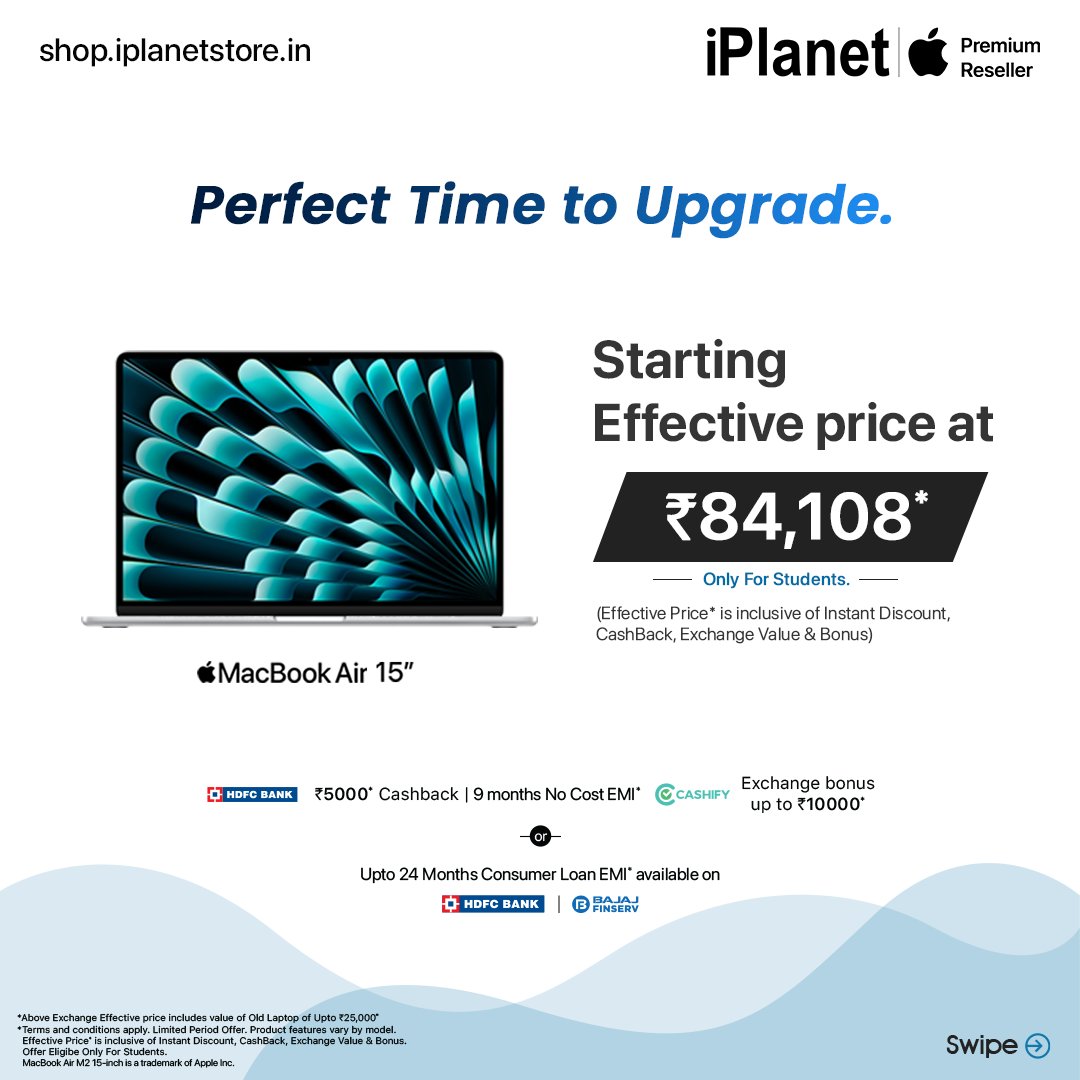 shop.iplanetstore.in
iPlanet
Premium
Reseller
Perfect Time to Upgrade.
Starting
Effective price at
₹84,108*
Only For Students.
(Effective Price* is inclusive of Instant Discount,
CashBack, Exchange Value & Bonus)
MacBook Air 15”
HDFC BANK ₹5000* Cashback | 9 months No Cost EMI* CASHIFY Exchange bonus
up to ₹10000*
or
Upto 24 Months Consumer Loan EMI* available on
HDFC BANK | B BAJAJ
FINSERV
*Above Exchange Effective price includes value of Old Laptop of Upto ₹25,000*
*Terms and conditions apply. Limited Period Offer. Product features vary by model.
Effective Price* is inclusive of Instant Discount, CashBack, Exchange Value & Bonus.
Offer Eligibe Only For Students.
MacBook Air M2 15-inch is a trademark of Apple Inc.
Swipe